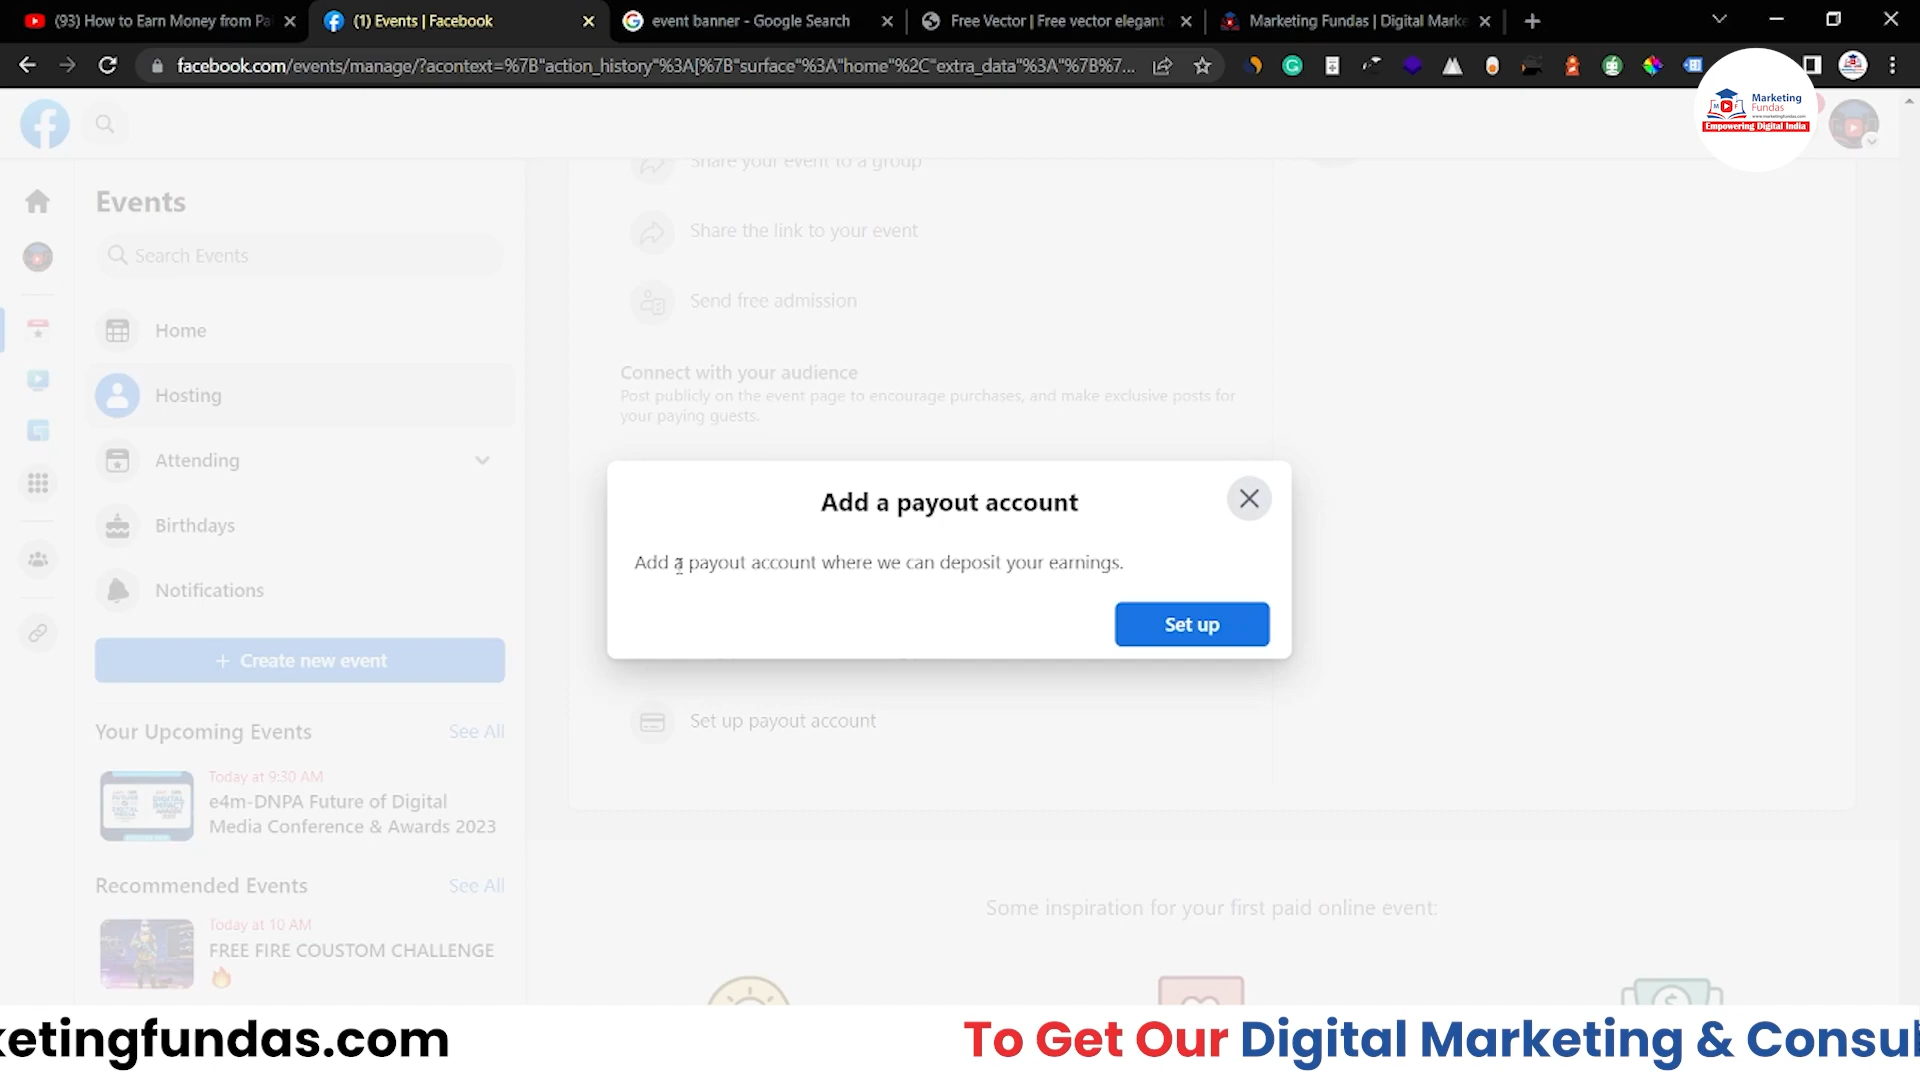 (93) How to Earn Money from Pai
(1) Events | Facebook
event banner - Google Search
Free Vector | Free vector elegant
Marketing Fundas | Digital Marke
facebook.com/events/manage/?acontext=%7B"action_history"%3A[%7B"surface"%3A"home"%2C"extra_data"%3A"%7B%7...
Marketing
Fundas
www.marketingfundas.com
Empowering Digital India
Events
Search Events
Home
Hosting
Attending
Birthdays
Notifications
+ Create new event
Your Upcoming Events
See All
Today at 9:30 AM
e4m-DNPA Future of Digital
Media Conference & Awards 2023
Recommended Events
See All
Today at 10 AM
FREE FIRE COUSTOM CHALLENGE
🔥
Share your event to a group
Share the link to your event
Send free admission
Connect with your audience
Post publicly on the event page to encourage purchases, and make exclusive posts for
your paying guests.
Add a payout account
Add a payout account where we can deposit your earnings.
Set up
Set up payout account
Some inspiration for your first paid online event:
ketingfundas.com
To Get Our Digital Marketing & Consul